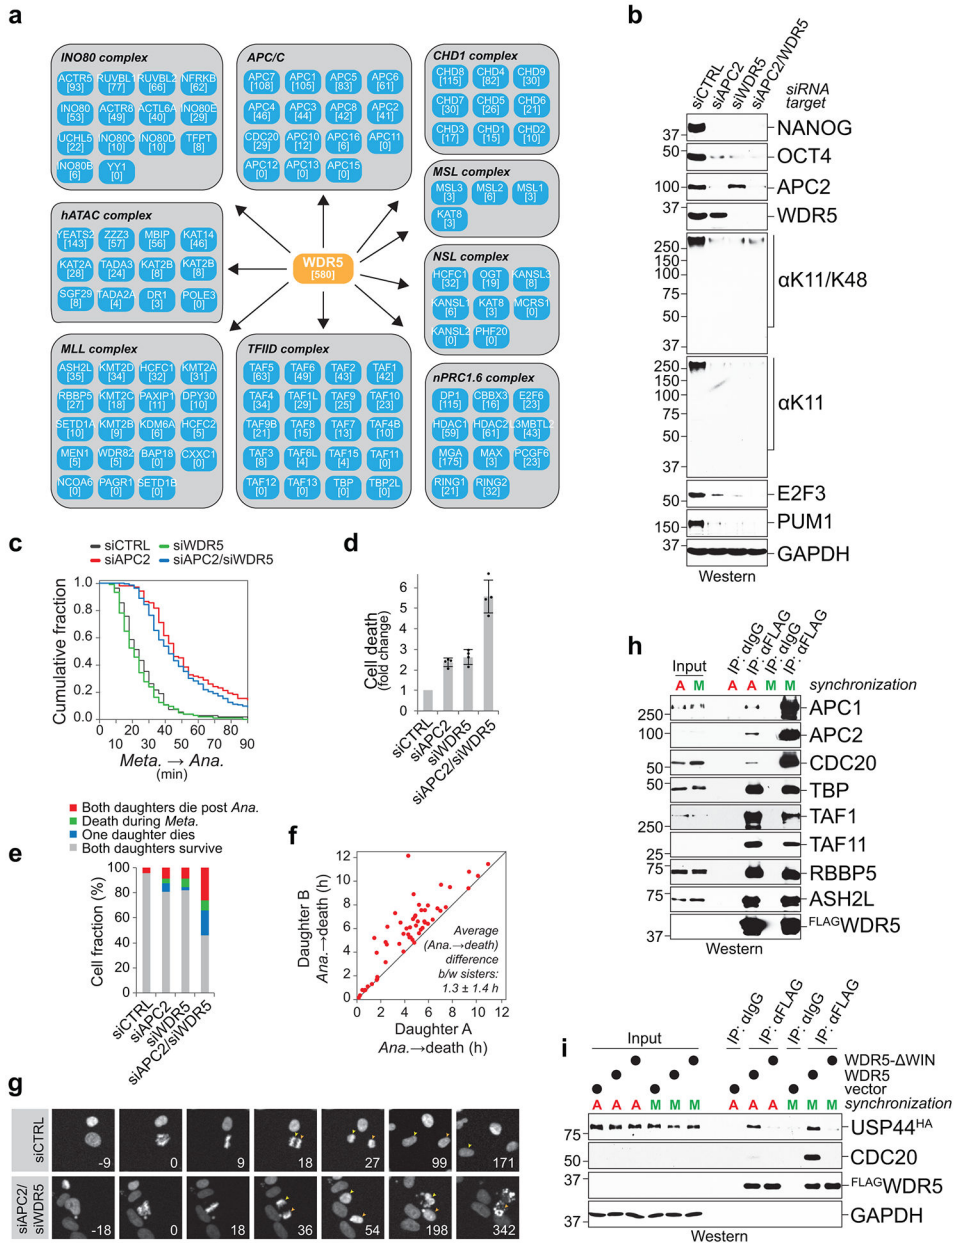 a
INO80 complex
ACTR5 RUVBL1 RUVBL2 NFRKB
[93] [77] [66] [62]
INO80 ACTR8 ACTL6A INO80E
[53] [49] [40] [29]
UCHL5 INO80C INO80D TFPT
[22] [10] [10] [8]
INO80B YY1
[6] [0]
APC/C
APC7 APC1 APC5 APC6
[108] [105] [83] [61]
APC4 APC3 APC8 APC2
[46] [44] [42] [41]
CDC20 APC10 APC16 APC11
[29] [12] [6] [0]
APC12 APC13 APC15
[0] [0] [0]
CHD1 complex
CHD8 CHD4 CHD9
[115] [82] [30]
CHD7 CHD5 CHD6
[30] [26] [21]
CHD3 CHD1 CHD2
[17] [15] [10]
MSL complex
MSL3 MSL2 MSL1
[3] [6] [3]
KAT8
[3]
hATAC complex
YEATS2 ZZZ3 MBIP KAT14
[143] [57] [56] [46]
KAT2A TADA3 KAT2B KAT2B
[28] [24] [8] [8]
SGF29 TADA2A DR1 POLE3
[8] [4] [3] [0]
WDR5
[580]
NSL complex
HCFC1 OGT KANSL3
[32] [19] [8]
KANSL1 KAT8 MCRS1
[6] [3] [0]
KANSL2 PHF20
[0] [0]
MLL complex
ASH2L KMT2D HCFC1 KMT2A
[35] [34] [32] [31]
RBBP5 KMT2C PAXIP1 DPY30
[27] [18] [11] [10]
SETD1A KMT2B KDM6A HCFC2
[10] [9] [6] [5]
MEN1 WDR82 BAP18 CXXC1
[5] [5] [0] [0]
NCOA6 PAGR1 SETD1B
[0] [0] [0]
TFIID complex
TAF5 TAF6 TAF2 TAF1
[63] [49] [43] [42]
TAF4 TAF1L TAF9 TAF10
[34] [29] [25] [23]
TAF9B TAF8 TAF7 TAF4B
[21] [15] [13] [10]
TAF3 TAF6L TAF15 TAF11
[8] [4] [4] [0]
TAF12 TAF13 TBP TBP2L
[0] [0] [0] [0]
nPRC1.6 complex
DP1 CBBX3 E2F6
[115] [16] [23]
HDAC1 HDAC2 L3MBTL2
[59] [61] [43]
MGA MAX PCGF6
[175] [3] [23]
RING1 RING2
[21] [32]
b
siCTRL siAPC2 siWDR5 siAPC2/WDR5
siRNA
target
37 NANOG
50 OCT4
100 APC2
37 WDR5
250
150
100
75
50
37
αK11/K48
250
150
100
75
50
37
αK11
50 E2F3
150 PUM1
37 GAPDH
Western
c
siCTRL siWDR5
siAPC2 siAPC2/siWDR5
Cumulative fraction
1.0
0.8
0.6
0.4
0.2
0.0
10 20 30 40 50 60 70 80 90
Meta. → Ana.
(min)
d
Cell death
(fold change)
6
5
4
3
2
1
0
siCTRL
siAPC2
siWDR5
siAPC2/siWDR5
e
Both daughters die post Ana.
Death during Meta.
One daughter dies
Both daughters survive
Cell fraction (%)
100
80
60
40
20
0
siCTRL
siAPC2
siWDR5
siAPC2/siWDR5
f
Daughter B
Ana.→death (h)
12
10
8
6
4
2
0
Average
(Ana.→death)
difference
b/w sisters:
1.3 ± 1.4 h
0 2 4 6 8 10 12
Daughter A
Ana.→death (h)
g
siCTRL
-9 0 9 18 27 99 171
siAPC2/
siWDR5
-18 0 18 36 54 198 342
h
Input
IP: αIgG IP: αFLAG IP: αIgG IP: αFLAG
A M A A M M synchronization
250 APC1
100 APC2
50 CDC20
50 TBP
250 TAF1
25 TAF11
75 RBBP5
75 ASH2L
37 FLAGWDR5
Western
i
Input
IP: αIgG IP: αFLAG IP: αIgG IP: αFLAG
WDR5-ΔWIN
WDR5
vector
A A A M M M A A A M M M synchronization
75 USP44HA
50 CDC20
37 FLAGWDR5
37 GAPDH
Western